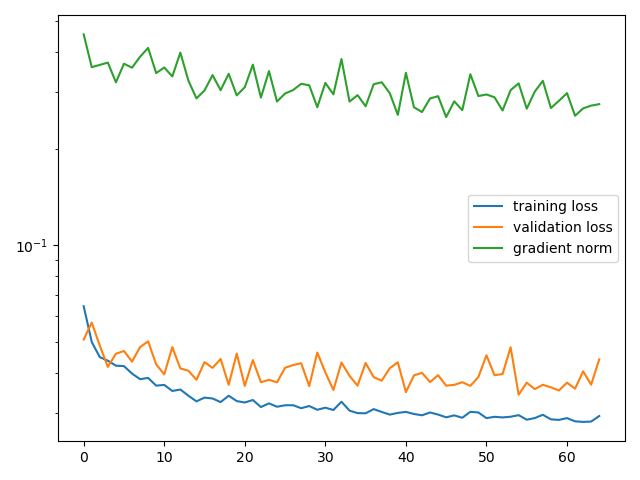 10⁻¹
training loss
validation loss
gradient norm
0 10 20 30 40 50 60